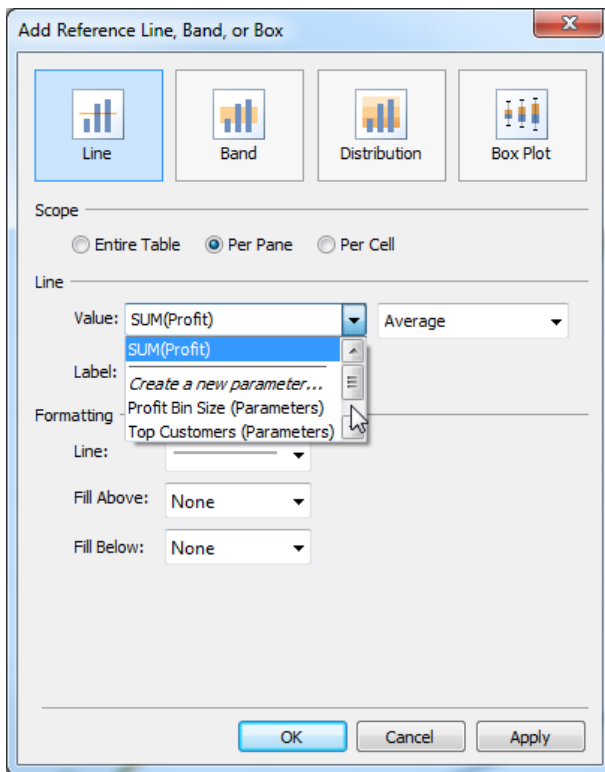 Add Reference Line, Band, or Box
Line Band Distribution Box Plot
Scope
Entire Table Per Pane Per Cell
Line
Value: SUM(Profit) Average
SUM(Profit)
Label:
Create a new parameter...
Profit Bin Size (Parameters)
Formatting
Top Customers (Parameters)
Line:
Fill Above: None
Fill Below: None
OK Cancel Apply